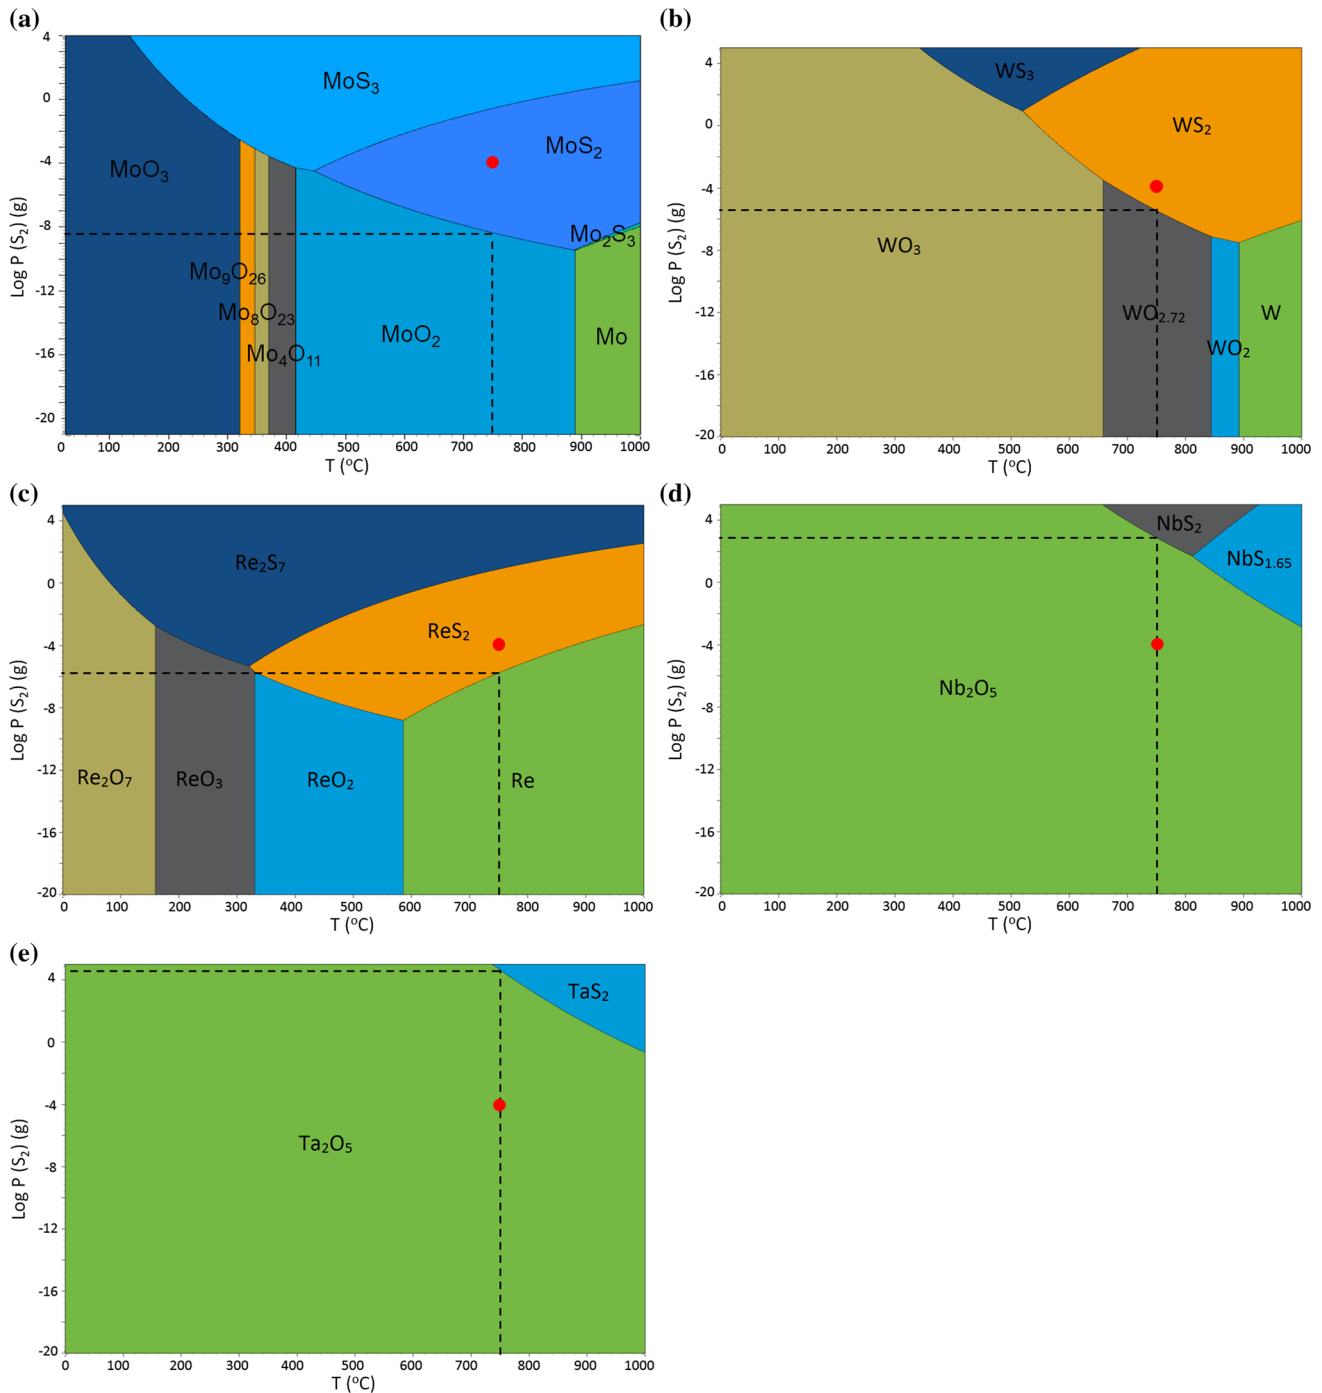 (a)
4
0
-4
-8
-12
-16
-20
Log P (S2) (g)
MoS3
MoS2
MoO3
Mo2S3
Mo9O26
Mo8O23
Mo4O11
MoO2
Mo
0 100 200 300 400 500 600 700 800 900 1000
T (oC)
(b)
4
0
-4
-8
-12
-16
-20
Log P (S2) (g)
WS3
WS2
WO3
WO2.72
WO2
W
0 100 200 300 400 500 600 700 800 900 1000
T (oC)
(c)
4
0
-4
-8
-12
-16
-20
Log P (S2) (g)
Re2S7
ReS2
Re2O7
ReO3
ReO2
Re
0 100 200 300 400 500 600 700 800 900 1000
T (oC)
(d)
4
0
-4
-8
-12
-16
-20
Log P (S2) (g)
NbS2
NbS1.65
Nb2O5
0 100 200 300 400 500 600 700 800 900 1000
T (oC)
(e)
4
0
-4
-8
-12
-16
-20
Log P (S2) (g)
TaS2
Ta2O5
0 100 200 300 400 500 600 700 800 900 1000
T (oC)